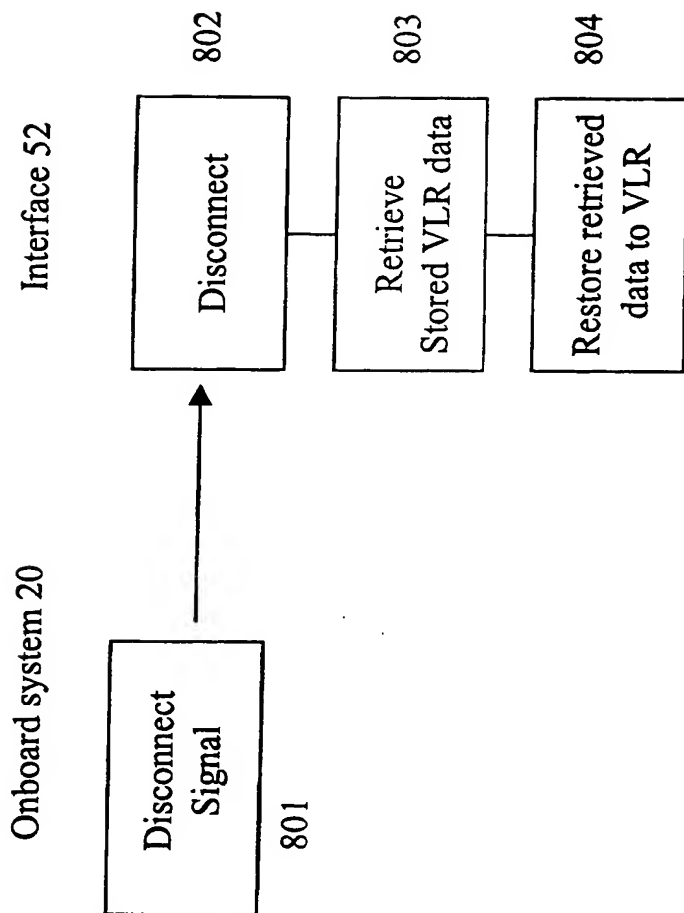 Onboard system 20
Interface 52
Disconnect
Signal
801
Disconnect
802
Retrieve
Stored VLR data
803
Restore retrieved
data to VLR
804